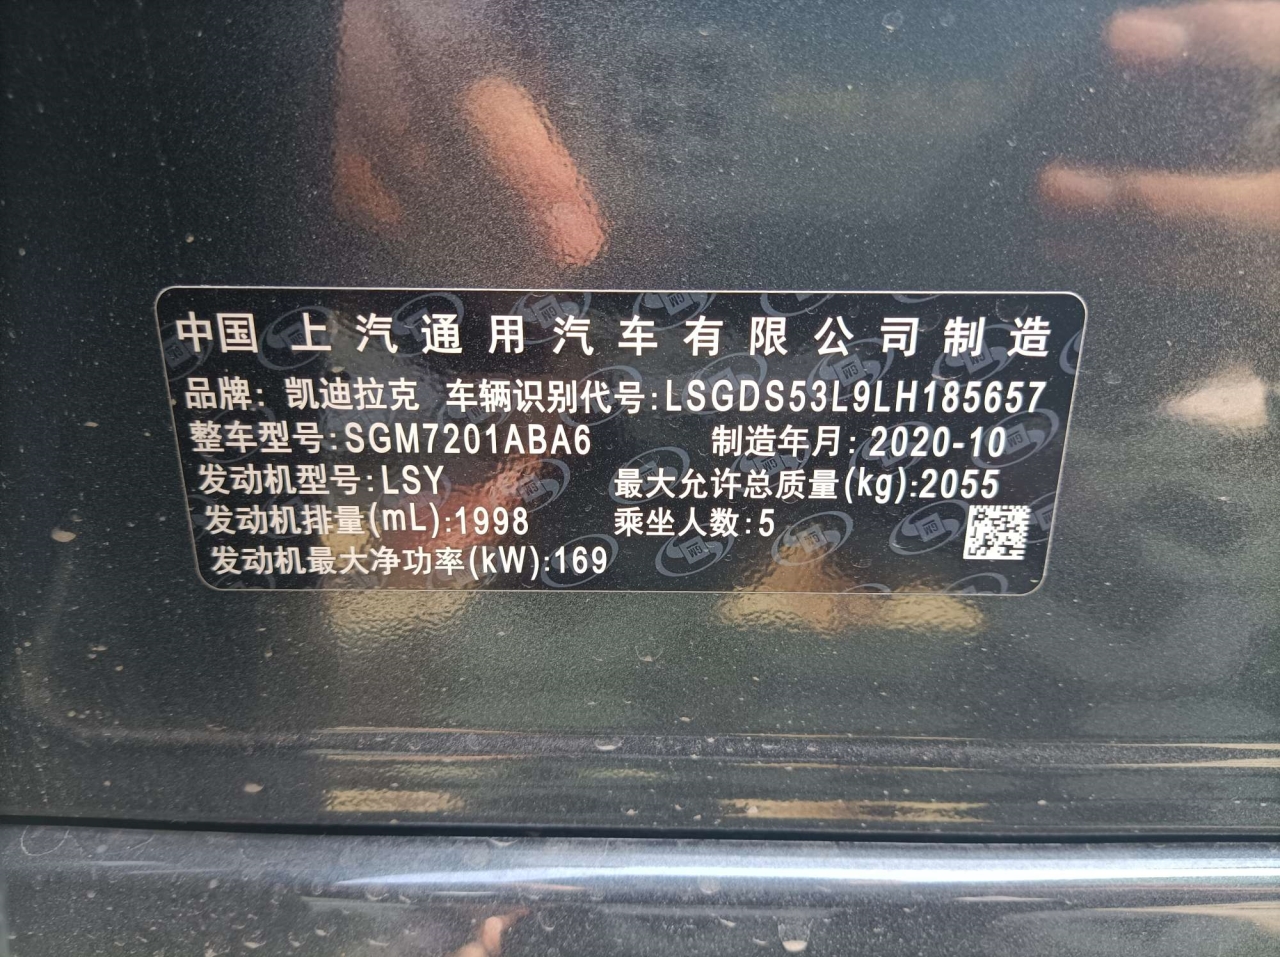 中国 上汽通用汽车有限公司制造
品牌: 凯迪拉克 车辆识别代号:LSGDS53L9LH185657
整车型号:SGM7201ABA6 制造年月: 2020-10
发动机型号:LSY 最大允许总质量(kg):2055
发动机排量(mL):1998 乘坐人数:5
发动机最大净功率(kW):169